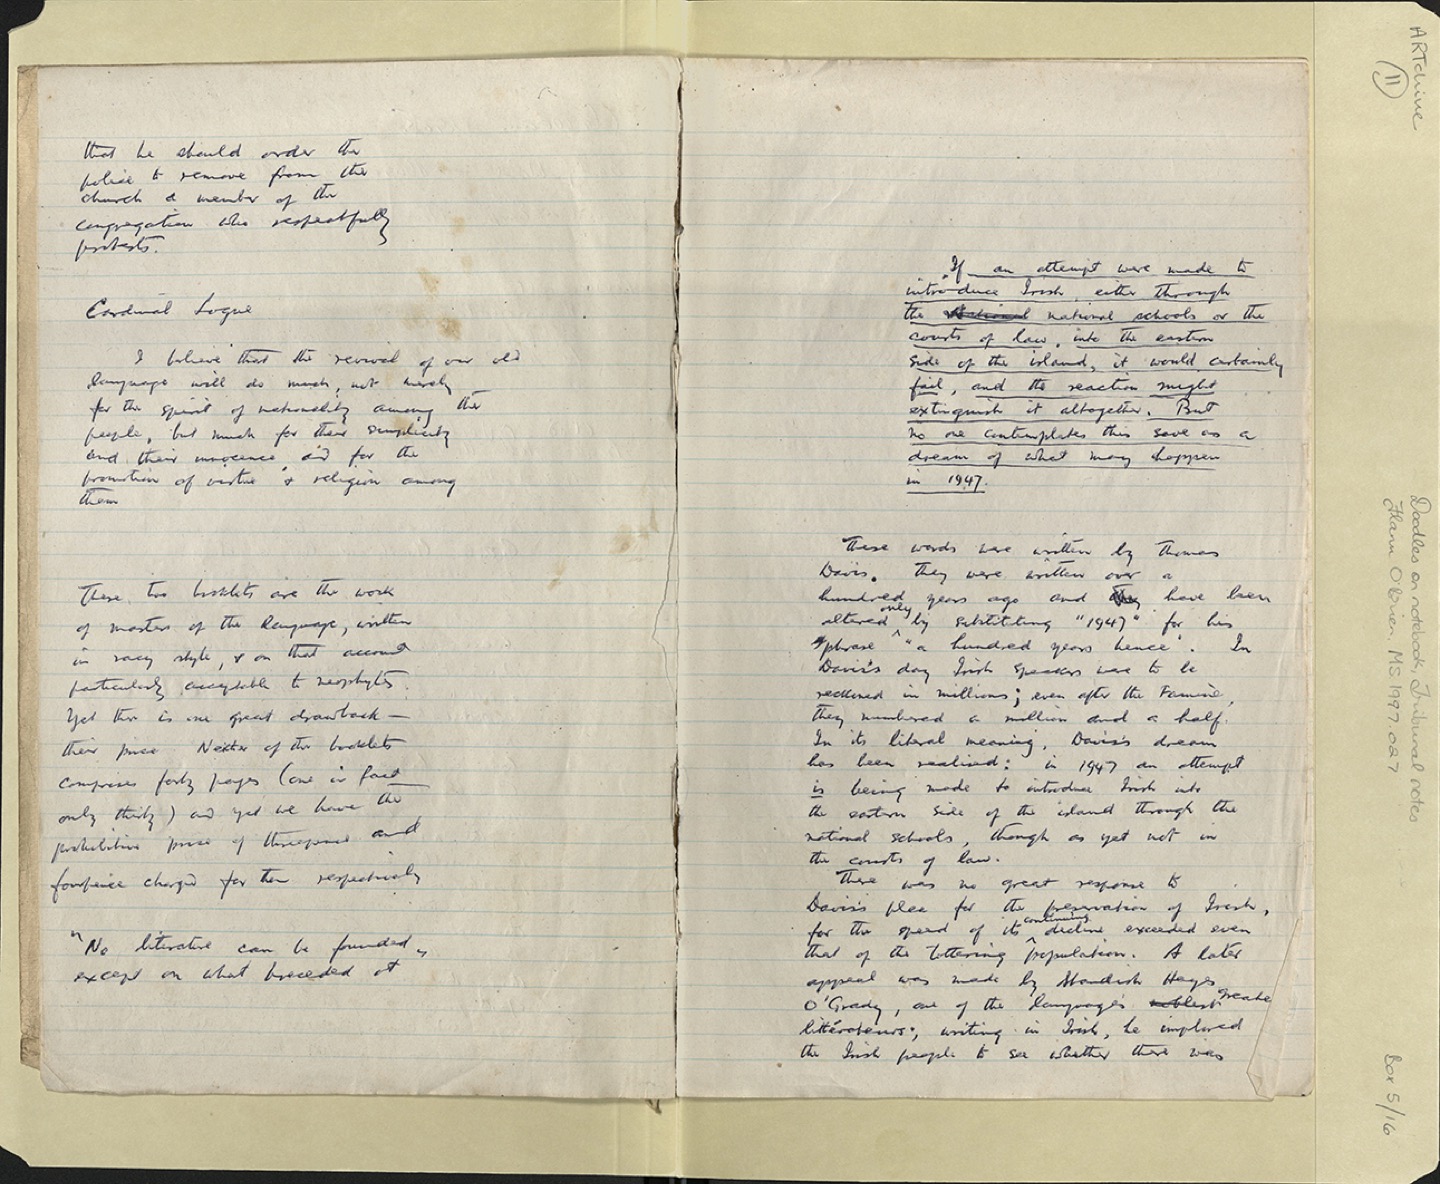 that he should order the
police to remove from the
church a member of the
congregation who respectfully
protests.
Cardinal Logue
I believe that the revival of our old
language will do much, not merely
for the spirit of nationality among the
people, but much for their simplicity
and their innocence and for the
promotion of virtue & religion among
them
These two booklets are the work
of masters of the language, written
in racy style, & on that account
particularly acceptable to neophytes.
Yet there is one great drawback —
their price. Neither of the booklets
comprises forty pages (one in fact
only thirty) and yet we have the
prohibitive price of threepence and
fourpence charged for them respectively
"No literature can be founded
except on what preceded it
"If an attempt were made to
introduce Irish, either through
the national schools or the
courts of law, into the eastern
side of the island, it would certainly
fail, and the reaction might
extinguish it altogether. But
no one contemplates this save as a
dream of what may happen
in 1947.
These words were written by Thomas
Davis. They were written over a
hundred years ago and have been
altered only by substituting "1947" for his
phrase "a hundred years hence". In
Davis's day Irish speakers were to be
reckoned in millions; even after the Famine,
they numbered a million and a half.
In its literal meaning, Davis's dream
has been realised: in 1947 an attempt
is being made to introduce Irish into
the eastern side of the island through the
national schools, though as yet not in
the courts of law.
There was no great response to
Davis's plea for the preservation of Irish,
for the speed of its continuing decline exceeded even
that of the tottering population. A later
appeal was made by Standish Hayes
O'Grady, one of the language's noblest greater
littérateurs; writing in Irish, he implored
the Irish people to see whether there was
ARTchive
11
Doodles on notebook, Tribunal notes
Flann O'Brien. MS 1997.027
Box 5/16